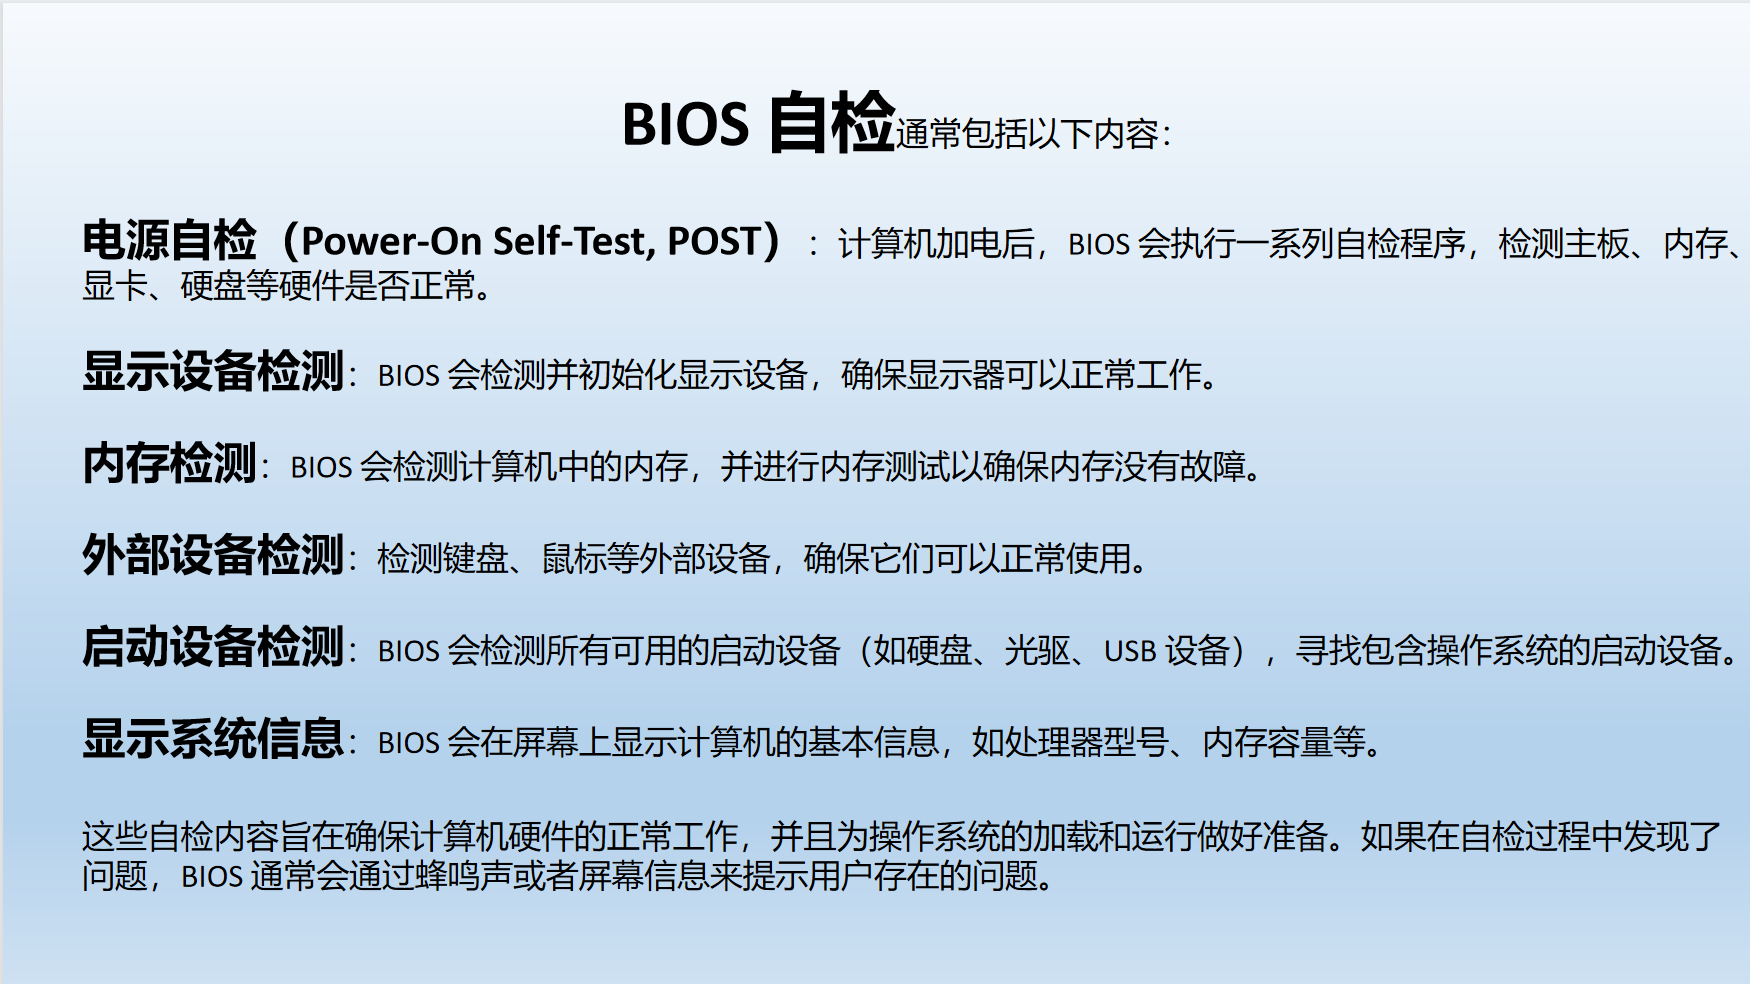 BIOS 自检通常包括以下内容：
电源自检（Power-On Self-Test, POST）：计算机加电后，BIOS 会执行一系列自检程序，检测主板、内存、
显卡、硬盘等硬件是否正常。
显示设备检测：BIOS 会检测并初始化显示设备，确保显示器可以正常工作。
内存检测：BIOS 会检测计算机中的内存，并进行内存测试以确保内存没有故障。
外部设备检测：检测键盘、鼠标等外部设备，确保它们可以正常使用。
启动设备检测：BIOS 会检测所有可用的启动设备（如硬盘、光驱、USB 设备），寻找包含操作系统的启动设备。
显示系统信息：BIOS 会在屏幕上显示计算机的基本信息，如处理器型号、内存容量等。
这些自检内容旨在确保计算机硬件的正常工作，并且为操作系统的加载和运行做好准备。如果在自检过程中发现了
问题，BIOS 通常会通过蜂鸣声或者屏幕信息来提示用户存在的问题。